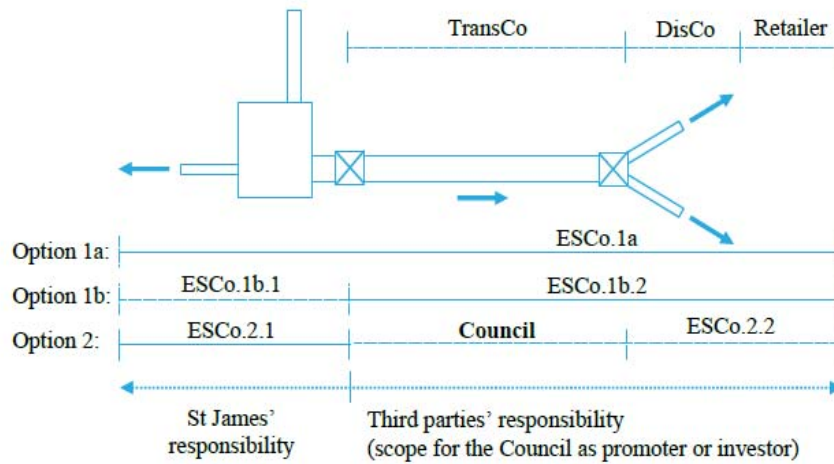 TransCo DisCo Retailer
Option 1a: ESCo.1a
Option 1b: ESCo.1b.1 ESCo.1b.2
Option 2: ESCo.2.1 Council ESCo.2.2
St James’
responsibility
Third parties’ responsibility
(scope for the Council as promoter or investor)